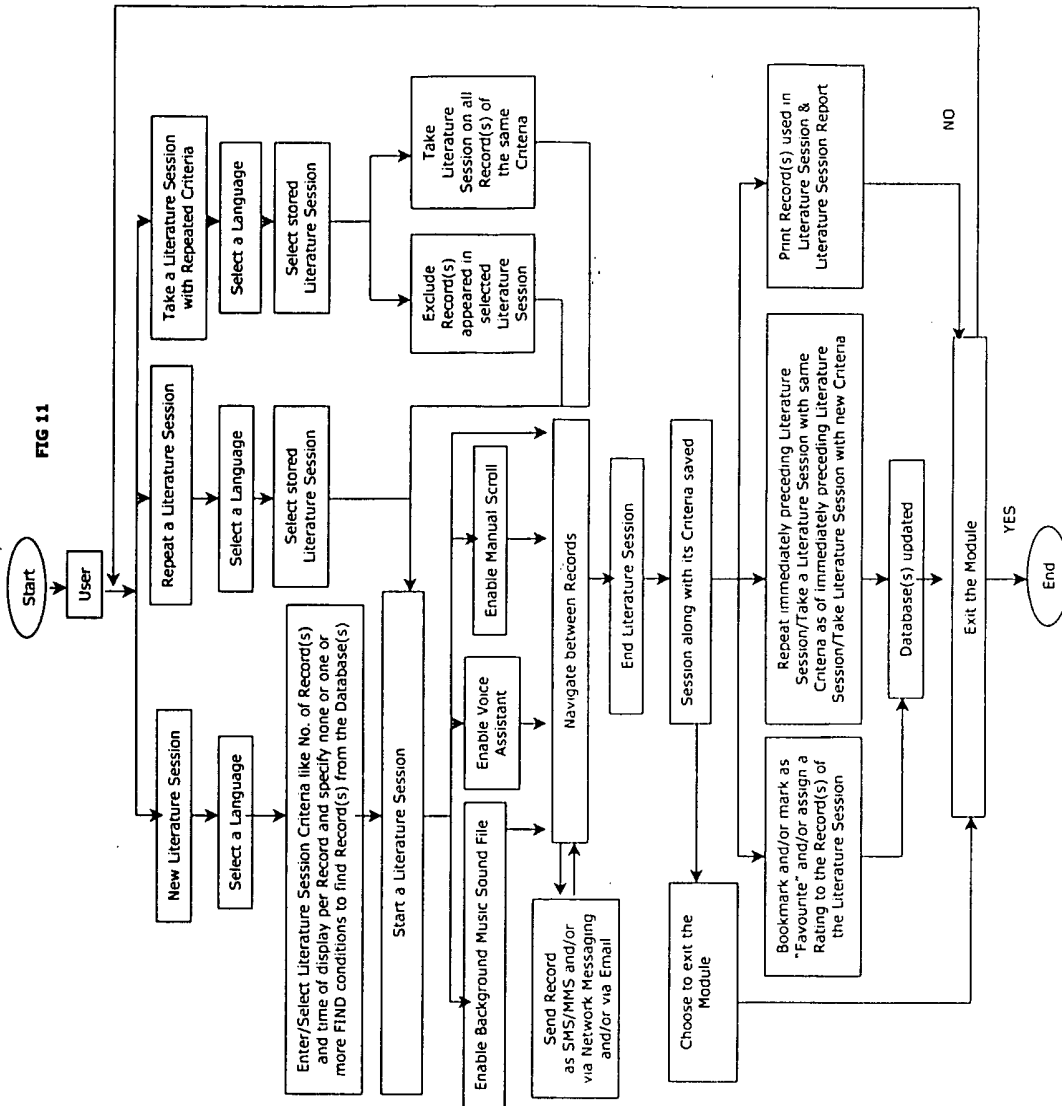 FIG 11
Start
User
New Literature Session
Repeat a Literature Session
Take a Literature Session
with Repeated Criteria
Select a Language
Select a Language
Select a Language
Enter/Select Literature Session Criteria like No. of Record(s)
and time of display per Record and specify none or one or
more FIND conditions to find Record(s) from the Database(s)
Select stored
Literature Session
Select stored
Literature Session
Exclude
Record(s)
appeared in
selected
Literature
Session
Take
Literature
Session on all
Record(s) of
the same
Criteria
Start a Literature Session
Enable Background Music Sound File
Enable Voice
Assistant
Enable Manual Scroll
Navigate between Records
Send Record
as SMS/MMS and/or
via Network Messaging
and/or via Email
End Literature Session
Session along with its Criteria saved
Choose to exit the
Module
Bookmark and/or mark as
"Favourite" and/or assign a
Rating to the Record(s) of
the Literature Session
Repeat immediately preceding Literature
Session/Take a Literature Session with same
Criteria as of immediately preceding Literature
Session/Take Literature Session with new Criteria
Print Record(s) used in
Literature Session &
Literature Session Report
Database(s) updated
Exit the Module
NO
YES
End